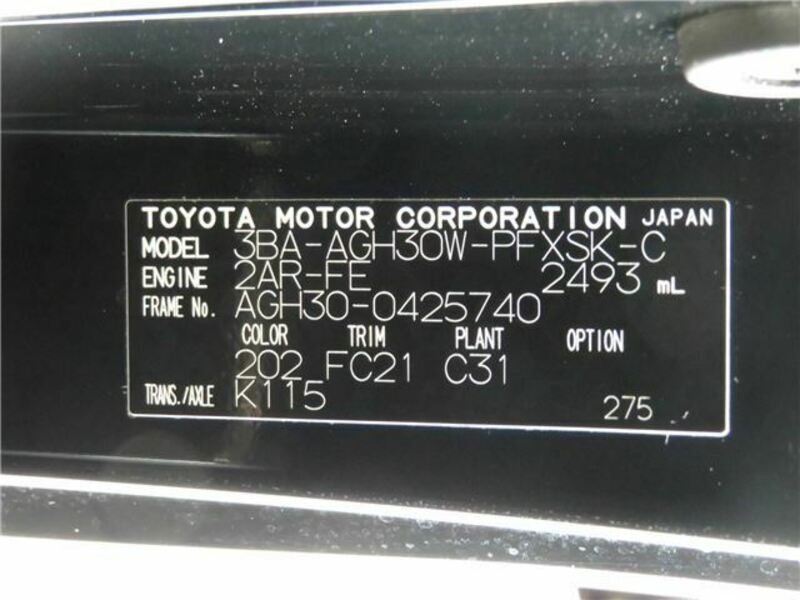 TOYOTA MOTOR CORPORATION JAPAN
MODEL 3BA-AGH30W-PFXSK-C
ENGINE 2AR-FE 2493 mL
FRAME No. AGH30-0425740
COLOR TRIM PLANT OPTION
202 FC21 C31
TRANS./AXLE K115
275